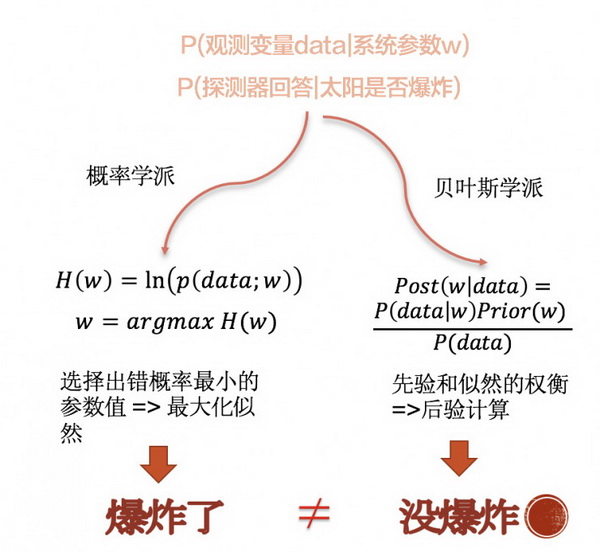 P(观测变量data|系统参数w)
P(探测器回答|太阳是否爆炸)
概率学派
贝叶斯学派
H(w) = ln(p(data; w))
w = argmax H(w)
Post(w|data) =
P(data|w)Prior(w)
P(data)
选择出错概率最小的
参数值 => 最大化似
然
先验和似然的权衡
=>后验计算
爆炸了 ≠ 没爆炸